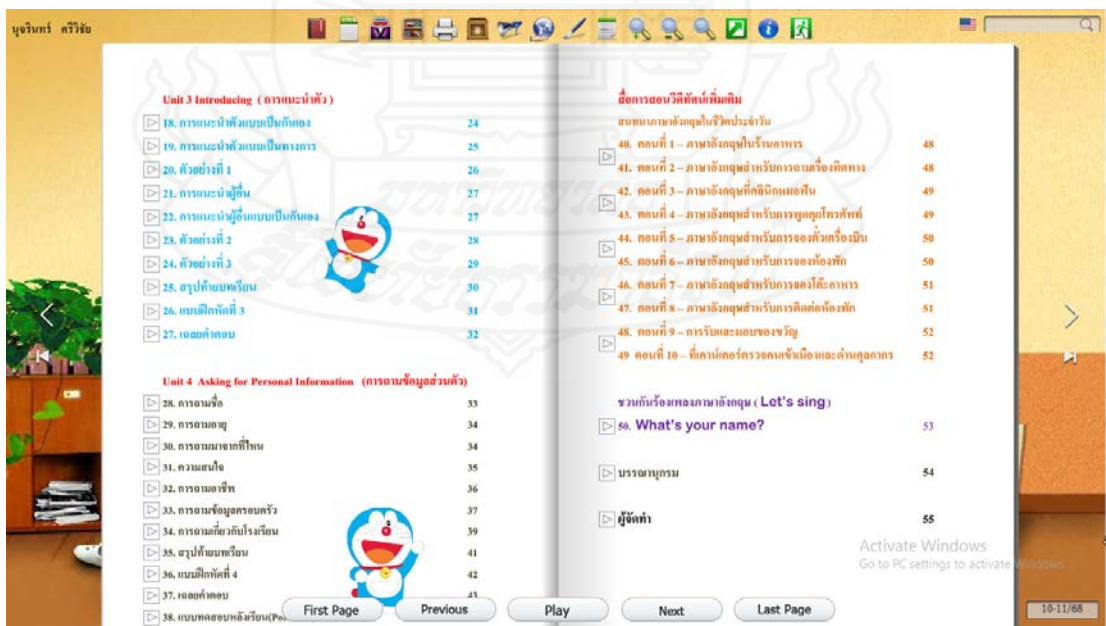 นุจรินทร์ ศรีวิชัย
Unit 3 Introducing (การแนะนำตัว)
18. การแนะนำตัวแบบเป็นกันเอง 24
19. การแนะนำตัวแบบเป็นทางการ 25
20. ตัวอย่างที่ 1 26
21. การแนะนำผู้อื่น 27
22. การแนะนำผู้อื่นแบบเป็นกันเอง 27
23. ตัวอย่างที่ 2 28
24. ตัวอย่างที่ 3 29
25. สรุปท้ายบทเรียน 30
26. แบบฝึกหัดที่ 3 31
27. เฉลยคำตอบ 32
Unit 4 Asking for Personal Information (การถามข้อมูลส่วนตัว)
28. การถามชื่อ 33
29. การถามอายุ 34
30. การถามมาจากที่ไหน 34
31. ความสนใจ 35
32. การถามอาชีพ 36
33. การถามข้อมูลครอบครัว 37
34. การถามเกี่ยวกับโรงเรียน 39
35. สรุปท้ายบทเรียน 41
36. แบบฝึกหัดที่ 4 42
37. เฉลยคำตอบ 43
38. แบบทดสอบหลังเรียน(Po
สื่อการสอนวีดีทัศน์เพิ่มเติม
สนทนาภาษาอังกฤษในชีวิตประจำวัน
40. ตอนที่ 1 – ภาษาอังกฤษในร้านอาหาร 48
41. ตอนที่ 2 – ภาษาอังกฤษสำหรับการถามเรื่องทิศทาง 48
42. ตอนที่ 3 – ภาษาอังกฤษที่คลินิกหมอฟัน 49
43. ตอนที่ 4 – ภาษาอังกฤษสำหรับการพูดคุยโทรศัพท์ 49
44. ตอนที่ 5 – ภาษาอังกฤษสำหรับการจองตั๋วเครื่องบิน 50
45. ตอนที่ 6 – ภาษาอังกฤษสำหรับการจองห้องพัก 50
46. ตอนที่ 7 – ภาษาอังกฤษสำหรับการจองโต๊ะอาหาร 51
47. ตอนที่ 8 – ภาษาอังกฤษสำหรับการติดต่อห้องพัก 51
48. ตอนที่ 9 – การรับและมอบของขวัญ 52
49 ตอนที่ 10 – ที่เคาน์เตอร์ตรวจคนเข้าเมืองและด่านศุลกากร 52
ชวนกันร้องเพลงภาษาอังกฤษ ( Let's sing )
50. What's your name? 53
บรรณานุกรม 54
ผู้จัดทำ 55
Activate Windows
Go to PC settings to activate Windows.
First Page Previous Play Next Last Page
10-11/68